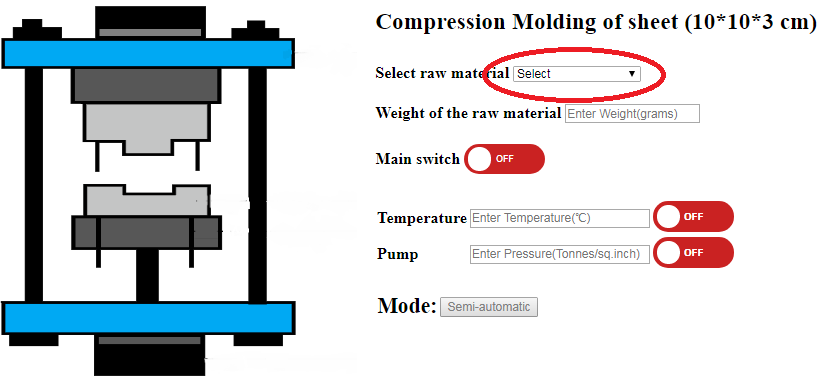 Compression Molding of sheet (10*10*3 cm)
Select raw material Select
Weight of the raw material Enter Weight(grams)
Main switch OFF
Temperature Enter Temperature(℃) OFF
Pump Enter Pressure(Tonnes/sq.inch) OFF
Mode: Semi-automatic